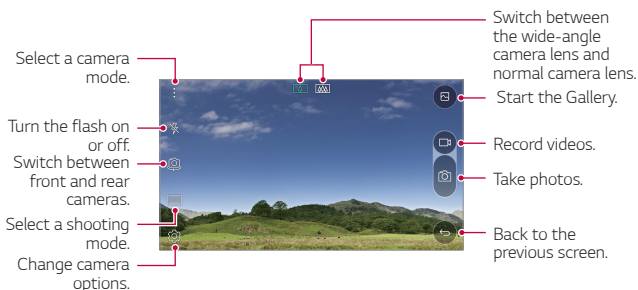 Select a camera
mode.
Turn the flash on
or off.
Switch between
front and rear
cameras.
Select a shooting
mode.
Change camera
options.
Switch between
the wide-angle
camera lens and
normal camera lens.
Start the Gallery.
Record videos.
Take photos.
Back to the
previous screen.